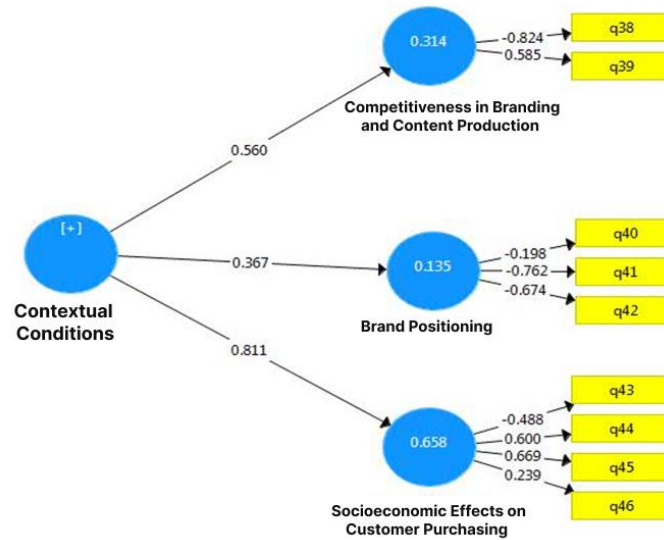 0.314
-0.824
0.585
q38
q39
Competitiveness in Branding
and Content Production
0.560
[+]
Contextual
Conditions
0.367
0.135
-0.198
-0.762
-0.674
q40
q41
q42
Brand Positioning
0.811
0.658
-0.488
0.600
0.669
0.239
q43
q44
q45
q46
Socioeconomic Effects on
Customer Purchasing